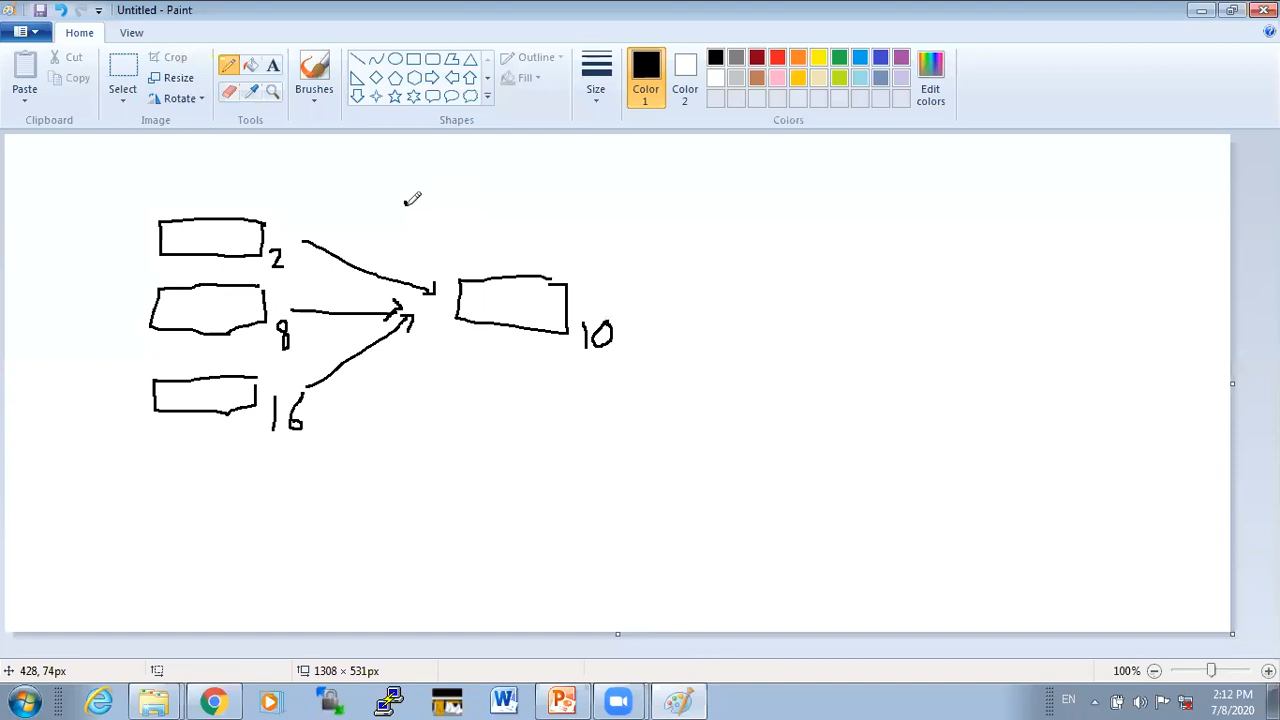 Untitled - Paint
Home View
Paste
Cut
Copy
Clipboard
Select
Crop
Resize
Rotate
Image
Tools
Brushes
Outline
Fill
Shapes
Size
Color 1
Color 2
Edit colors
Colors
2
8
16
10
428, 74px
1308 × 531px
100%
EN
2:12 PM
7/8/2020